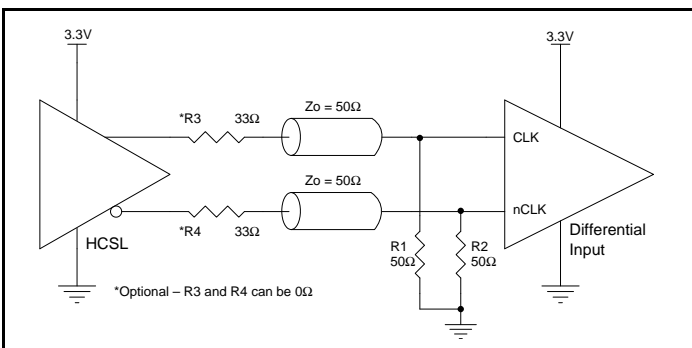 3.3V
3.3V
*R3
33Ω
Zo = 50Ω
CLK
Zo = 50Ω
nCLK
*R4
33Ω
HCSL
R1
50Ω
R2
50Ω
Differential
Input
*Optional – R3 and R4 can be 0Ω